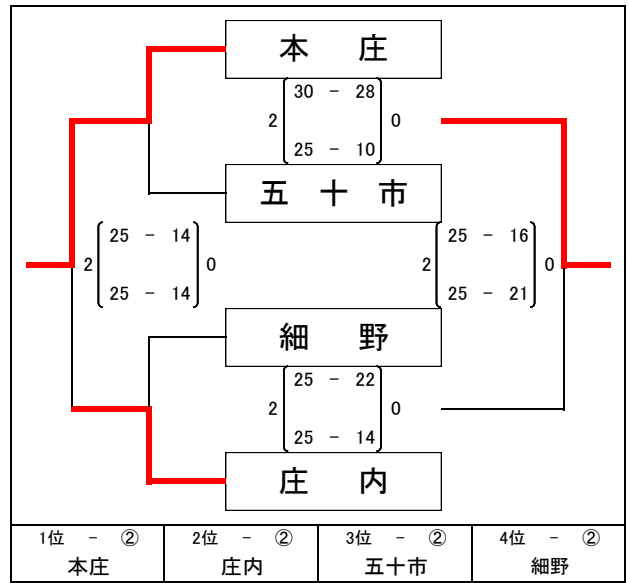 本 庄
30 - 28
2 0
25 - 10
五 十 市
25 - 14 25 - 16
2 0 2 0
25 - 14 25 - 21
細 野
25 - 22
2 0
25 - 14
庄 内
1位 - ② 2位 - ② 3位 - ② 4位 - ②
本庄 庄内 五十市 細野